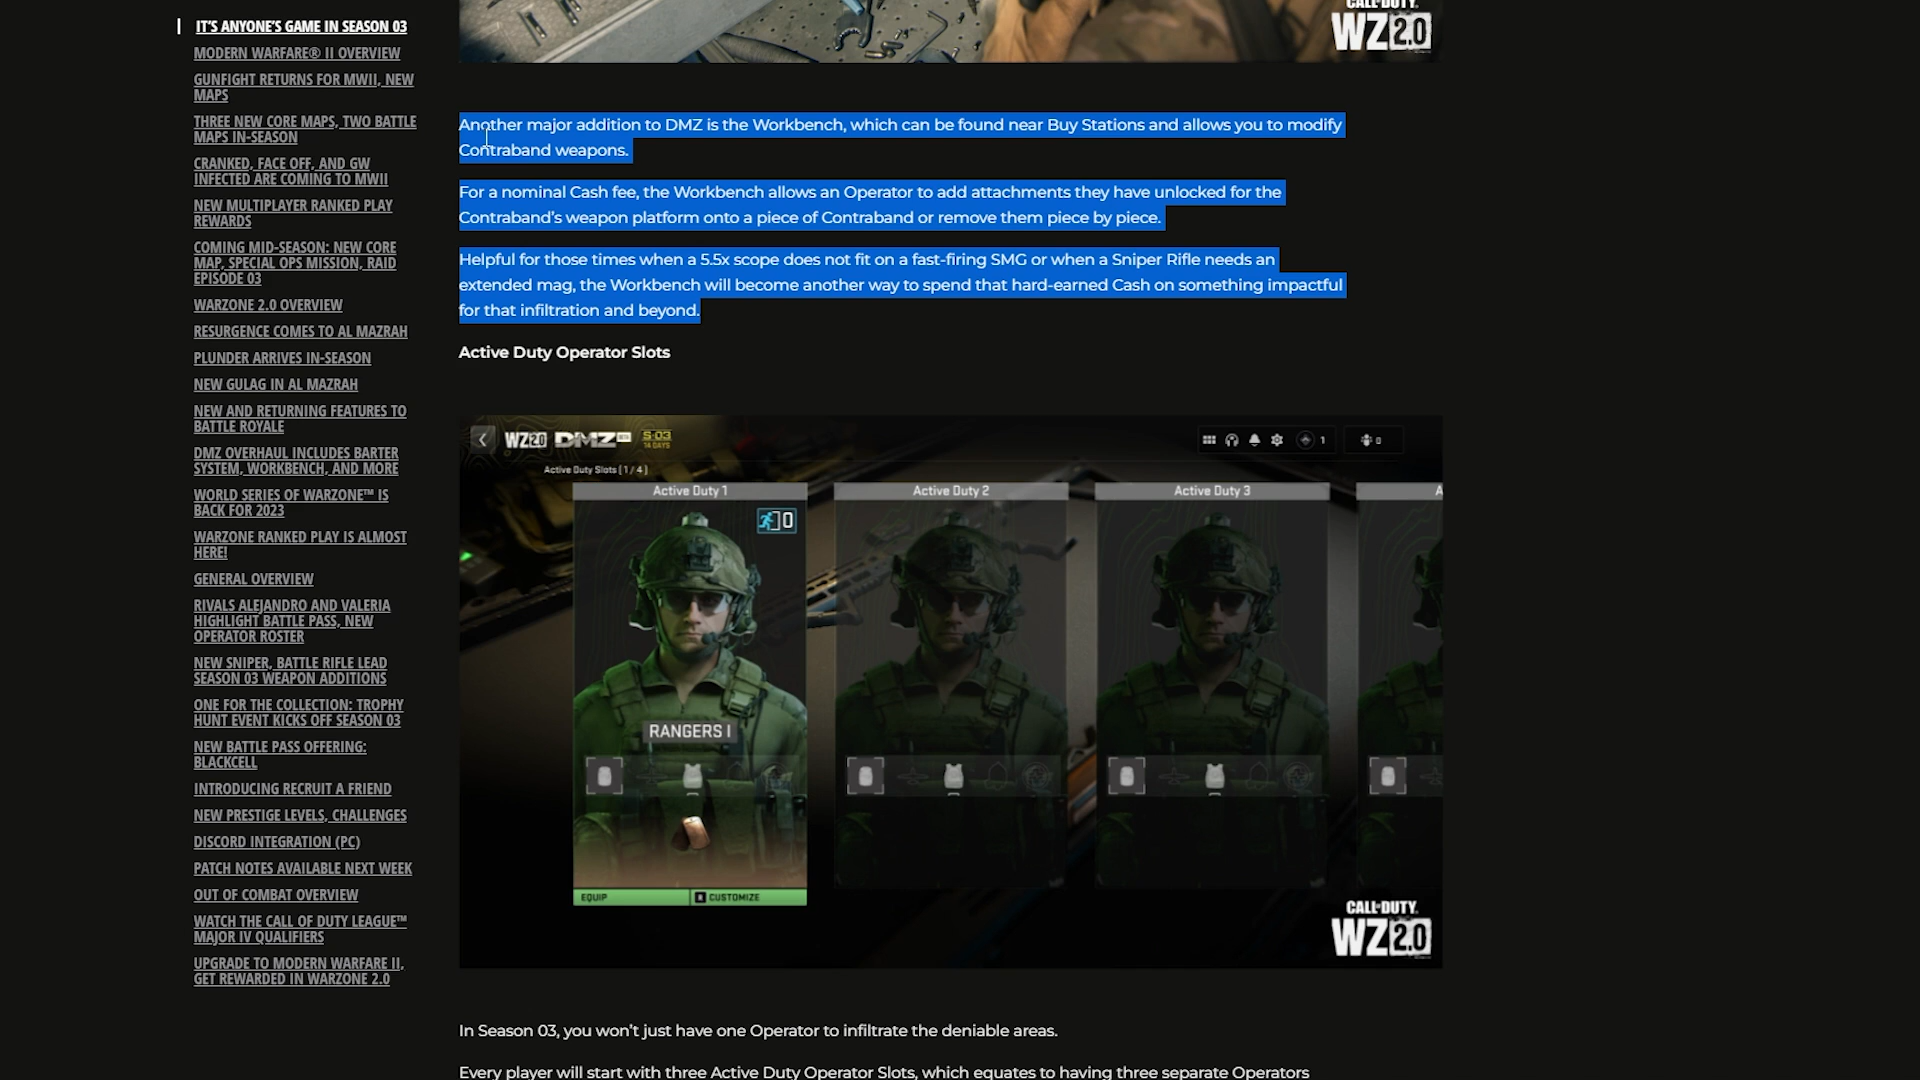 IT'S ANYONE'S GAME IN SEASON 03
MODERN WARFARE® II OVERVIEW
GUNFIGHT RETURNS FOR MWII, NEW
MAPS
THREE NEW CORE MAPS, TWO BATTLE
MAPS IN-SEASON
CRANKED, FACE OFF, AND GW
INFECTED ARE COMING TO MWII
NEW MULTIPLAYER RANKED PLAY
REWARDS
COMING MID-SEASON: NEW CORE
MAP, SPECIAL OPS MISSION, RAID
EPISODE 03
WARZONE 2.0 OVERVIEW
RESURGENCE COMES TO AL MAZRAH
PLUNDER ARRIVES IN-SEASON
NEW GULAG IN AL MAZRAH
NEW AND RETURNING FEATURES TO
BATTLE ROYALE
DMZ OVERHAUL INCLUDES BARTER
SYSTEM, WORKBENCH, AND MORE
WORLD SERIES OF WARZONE™ IS
BACK FOR 2023
WARZONE RANKED PLAY IS ALMOST
HERE!
GENERAL OVERVIEW
RIVALS ALEJANDRO AND VALERIA
HIGHLIGHT BATTLE PASS, NEW
OPERATOR ROSTER
NEW SNIPER, BATTLE RIFLE LEAD
SEASON 03 WEAPON ADDITIONS
ONE FOR THE COLLECTION: TROPHY
HUNT EVENT KICKS OFF SEASON 03
NEW BATTLE PASS OFFERING:
BLACKCELL
INTRODUCING RECRUIT A FRIEND
NEW PRESTIGE LEVELS, CHALLENGES
DISCORD INTEGRATION (PC)
PATCH NOTES AVAILABLE NEXT WEEK
OUT OF COMBAT OVERVIEW
WATCH THE CALL OF DUTY LEAGUE™
MAJOR IV QUALIFIERS
UPGRADE TO MODERN WARFARE II,
GET REWARDED IN WARZONE 2.0
CALL OF DUTY.
WZ 2.0
Another major addition to DMZ is the Workbench, which can be found near Buy Stations and allows you to modify
Contraband weapons.
For a nominal Cash fee, the Workbench allows an Operator to add attachments they have unlocked for the
Contraband's weapon platform onto a piece of Contraband or remove them piece by piece.
Helpful for those times when a 5.5x scope does not fit on a fast-firing SMG or when a Sniper Rifle needs an
extended mag, the Workbench will become another way to spend that hard-earned Cash on something impactful
for that infiltration and beyond.
Active Duty Operator Slots
WZ 2.0 DMZ BETA S-03
14 DAYS
1
0
Active Duty Slots (1/4)
Active Duty 1
Active Duty 2
Active Duty 3
A
0
RANGERS I
EQUIP
R CUSTOMIZE
CALL OF DUTY.
WZ 2.0
In Season 03, you won't just have one Operator to infiltrate the deniable areas.
Every player will start with three Active Duty Operator Slots, which equates to having three separate Operators